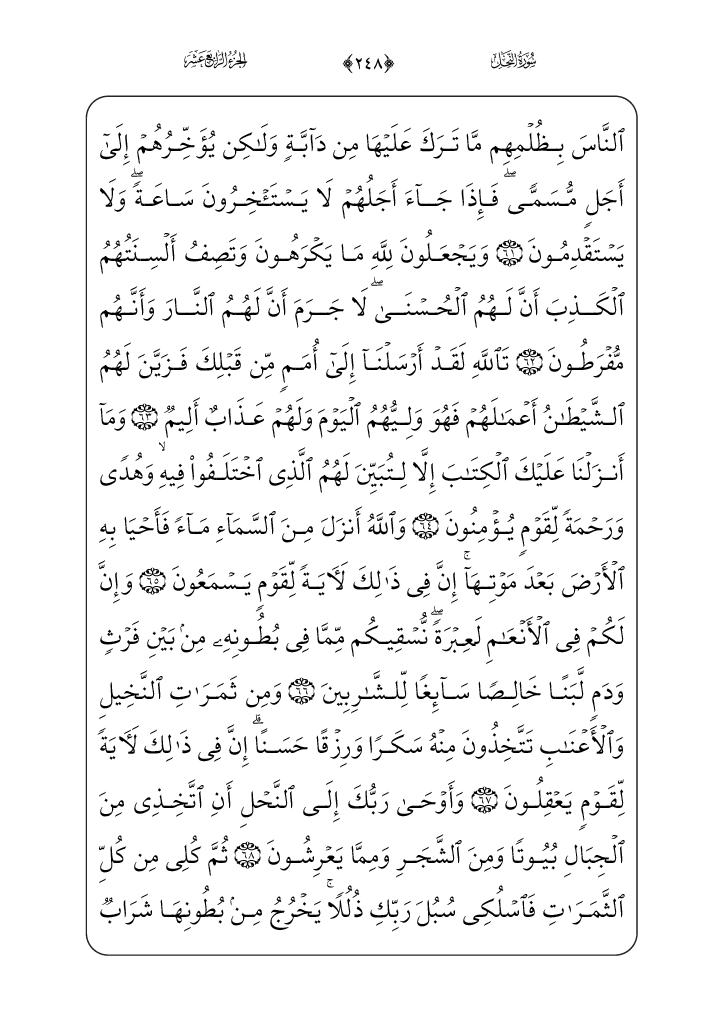 سُورَةُ النَّحْلِ ﴿٢٤٨﴾ الجُزْءُ الرَّابِعَ عَشَرَ
ٱلنَّاسَ بِظُلْمِهِم مَّا تَرَكَ عَلَيْهَا مِن دَآبَّةٍ وَلَٰكِن يُؤَخِّرُهُمْ إِلَىٰٓ
أَجَلٍ مُّسَمًّىۖ فَإِذَا جَآءَ أَجَلُهُمْ لَا يَسْتَـْٔخِرُونَ سَاعَةًۖ وَلَا
يَسْتَقْدِمُونَ ٦١ وَيَجْعَلُونَ لِلَّهِ مَا يَكْرَهُونَ وَتَصِفُ أَلْسِنَتُهُمُ
ٱلْكَذِبَ أَنَّ لَهُمُ ٱلْحُسْنَىٰۖ لَا جَرَمَ أَنَّ لَهُمُ ٱلنَّارَ وَأَنَّهُم
مُّفْرَطُونَ ٦٢ تَٱللَّهِ لَقَدْ أَرْسَلْنَآ إِلَىٰٓ أُمَمٍ مِّن قَبْلِكَ فَزَيَّنَ لَهُمُ
ٱلشَّيْطَٰنُ أَعْمَٰلَهُمْ فَهُوَ وَلِيُّهُمُ ٱلْيَوْمَ وَلَهُمْ عَذَابٌ أَلِيمٌ ٦٣ وَمَآ
أَنزَلْنَا عَلَيْكَ ٱلْكِتَٰبَ إِلَّا لِتُبَيِّنَ لَهُمُ ٱلَّذِى ٱخْتَلَفُوا۟ فِيهِۙ وَهُدًى
وَرَحْمَةً لِّقَوْمٍ يُؤْمِنُونَ ٦٤ وَٱللَّهُ أَنزَلَ مِنَ ٱلسَّمَآءِ مَآءً فَأَحْيَا بِهِ
ٱلْأَرْضَ بَعْدَ مَوْتِهَآۚ إِنَّ فِى ذَٰلِكَ لَـَٔايَةً لِّقَوْمٍ يَسْمَعُونَ ٦٥ وَإِنَّ
لَكُمْ فِى ٱلْأَنْعَٰمِ لَعِبْرَةًۖ نُّسْقِيكُم مِّمَّا فِى بُطُونِهِۦ مِنۢ بَيْنِ فَرْثٍ
وَدَمٍ لَّبَنًا خَالِصًا سَآئِغًا لِّلشَّٰرِبِينَ ٦٦ وَمِن ثَمَرَٰتِ ٱلنَّخِيلِ
وَٱلْأَعْنَٰبِ تَتَّخِذُونَ مِنْهُ سَكَرًا وَرِزْقًا حَسَنًاۗ إِنَّ فِى ذَٰلِكَ لَـَٔايَةً
لِّقَوْمٍ يَعْقِلُونَ ٦٧ وَأَوْحَىٰ رَبُّكَ إِلَى ٱلنَّحْلِ أَنِ ٱتَّخِذِى مِنَ
ٱلْجِبَالِ بُيُوتًا وَمِنَ ٱلشَّجَرِ وَمِمَّا يَعْرِشُونَ ٦٨ ثُمَّ كُلِى مِن كُلِّ
ٱلثَّمَرَٰتِ فَٱسْلُكِى سُبُلَ رَبِّكِ ذُلُلًاۚ يَخْرُجُ مِنۢ بُطُونِهَا شَرَابٌ